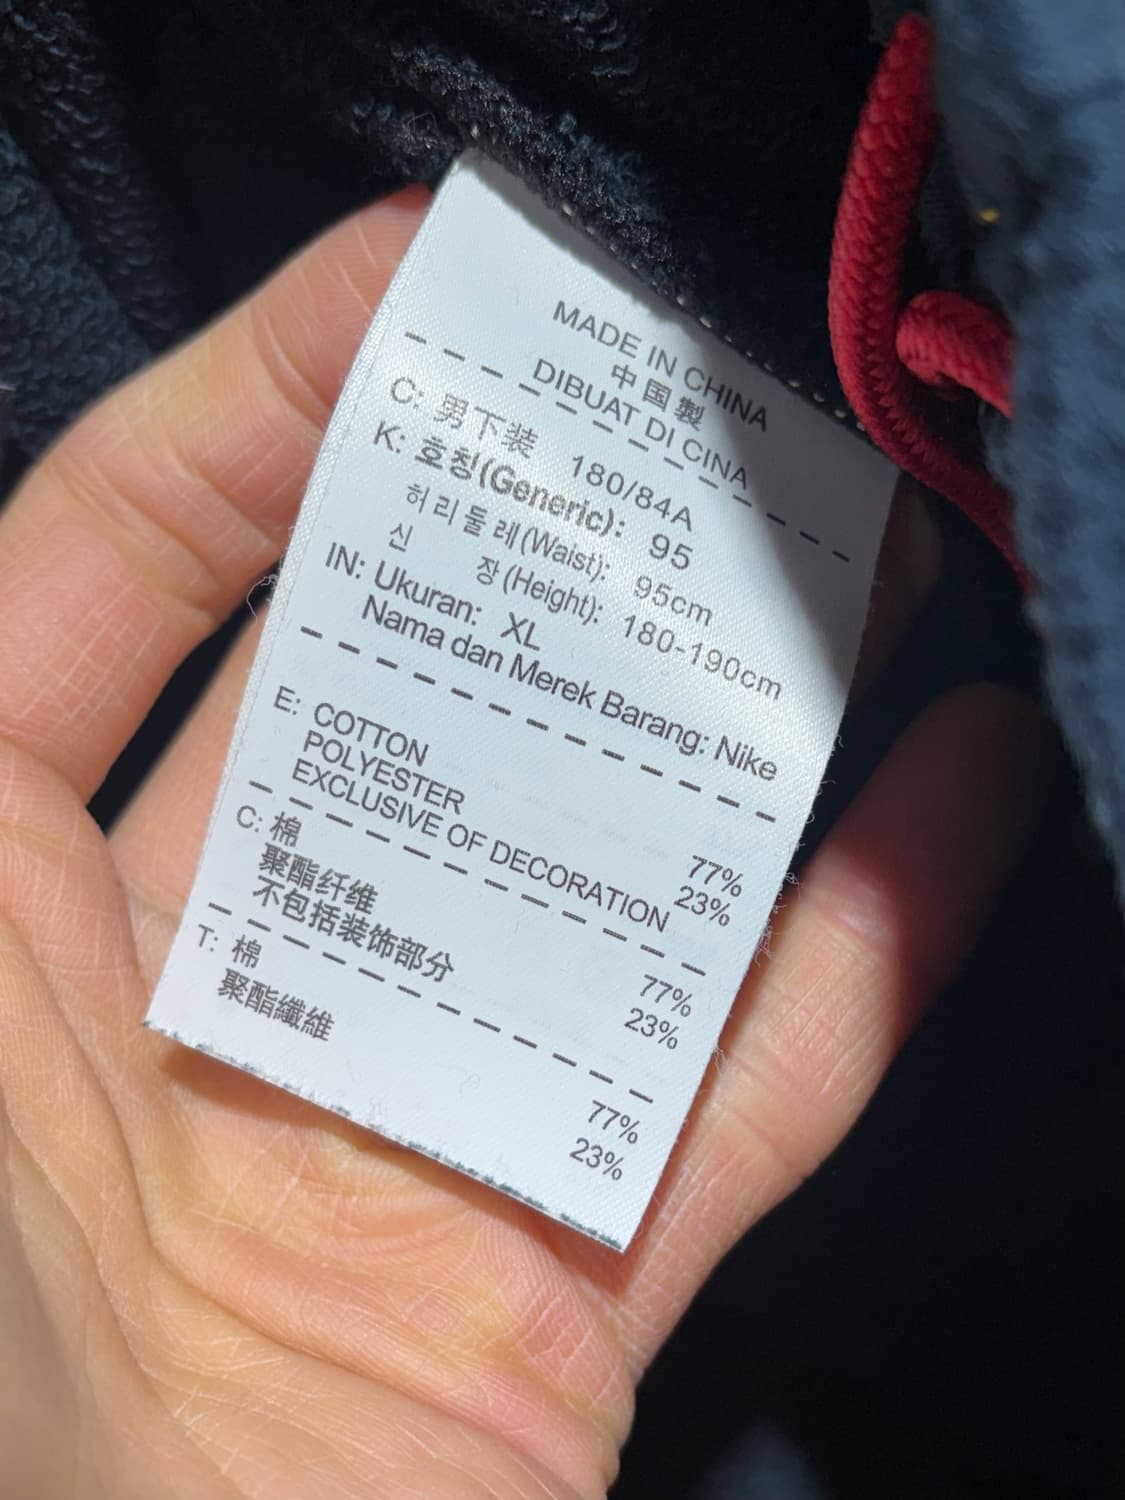 MADE IN CHINA
中国製
DIBUAT DI CINA
C: 男下装 180/84A
K: 호칭(Generic): 95
허리둘레(Waist): 95cm
신 장(Height): 180-190cm
IN: Ukuran: XL
Nama dan Merek Barang: Nike
E: COTTON 77%
POLYESTER 23%
EXCLUSIVE OF DECORATION
C: 棉 77%
聚酯纤维 23%
不包括装饰部分
T: 棉 77%
聚酯纖維 23%